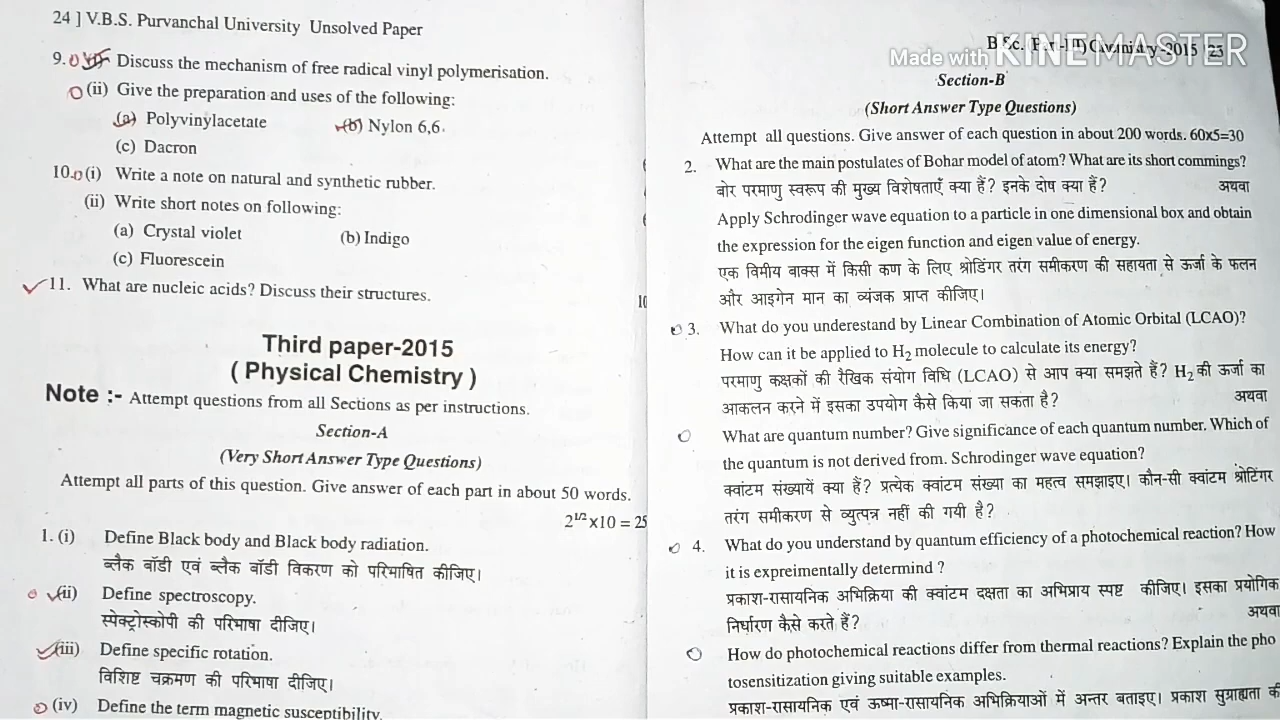 24 ] V.B.S. Purvanchal University Unsolved Paper
9. Discuss the mechanism of free radical vinyl polymerisation.
(ii) Give the preparation and uses of the following:
(a) Polyvinylacetate (b) Nylon 6,6
(c) Dacron
10. (i) Write a note on natural and synthetic rubber.
(ii) Write short notes on following:
(a) Crystal violet (b) Indigo
(c) Fluorescein
11. What are nucleic acids? Discuss their structures. 10
Third paper-2015
( Physical Chemistry )
Note :- Attempt questions from all Sections as per instructions.
Section-A
(Very Short Answer Type Questions)
Attempt all parts of this question. Give answer of each part in about 50 words.
2 1/2 x10 = 25
1. (i) Define Black body and Black body radiation.
ब्लैक बॉडी एवं ब्लैक बॉडी विकरण को परिभाषित कीजिए।
(ii) Define spectroscopy.
स्पेक्ट्रोस्कोपी की परिभाषा दीजिए।
(iii) Define specific rotation.
विशिष्ट चक्रमण की परिभाषा दीजिए।
(iv) Define the term magnetic susceptibility.
B.Sc. Chemistry-2015 [25
Made with KINEMASTER
Section-B
(Short Answer Type Questions)
Attempt all questions. Give answer of each question in about 200 words. 60x5=30
2. What are the main postulates of Bohar model of atom? What are its short commings?
बोर परमाणु स्वरूप की मुख्य विशेषताएँ क्या हैं? इनके दोष क्या हैं? अथवा
Apply Schrodinger wave equation to a particle in one dimensional box and obtain
the expression for the eigen function and eigen value of energy.
एक विमीय वाक्स में किसी कण के लिए श्रोडिंगर तरंग समीकरण की सहायता से ऊर्जा के फलन
और आइगेन मान का व्यंजक प्राप्त कीजिए।
3. What do you underestand by Linear Combination of Atomic Orbital (LCAO)?
How can it be applied to H2 molecule to calculate its energy?
परमाणु कक्षकों की रैखिक संयोग विधि (LCAO) से आप क्या समझते हैं? H2 की ऊर्जा का
आकलन करने में इसका उपयोग कैसे किया जा सकता है? अथवा
What are quantum number? Give significance of each quantum number. Which of
the quantum is not derived from. Schrodinger wave equation?
क्वांटम संख्यायें क्या हैं? प्रत्येक क्वांटम संख्या का महत्व समझाइए। कौन-सी क्वांटम श्रोटिंगर
तरंग समीकरण से व्युत्पन्न नहीं की गयी है?
4. What do you understand by quantum efficiency of a photochemical reaction? How
it is expreimentally determind ?
प्रकाश-रासायनिक अभिक्रिया की क्वांटम दक्षता का अभिप्राय स्पष्ट कीजिए। इसका प्रयोगिक
निर्धारण कैसे करते हैं? अथवा
How do photochemical reactions differ from thermal reactions? Explain the pho
tosensitization giving suitable examples.
प्रकाश-रासायनिक एवं ऊष्मा-रासायनिक अभिक्रियाओं में अन्तर बताइए। प्रकाश सुग्राह्यता की